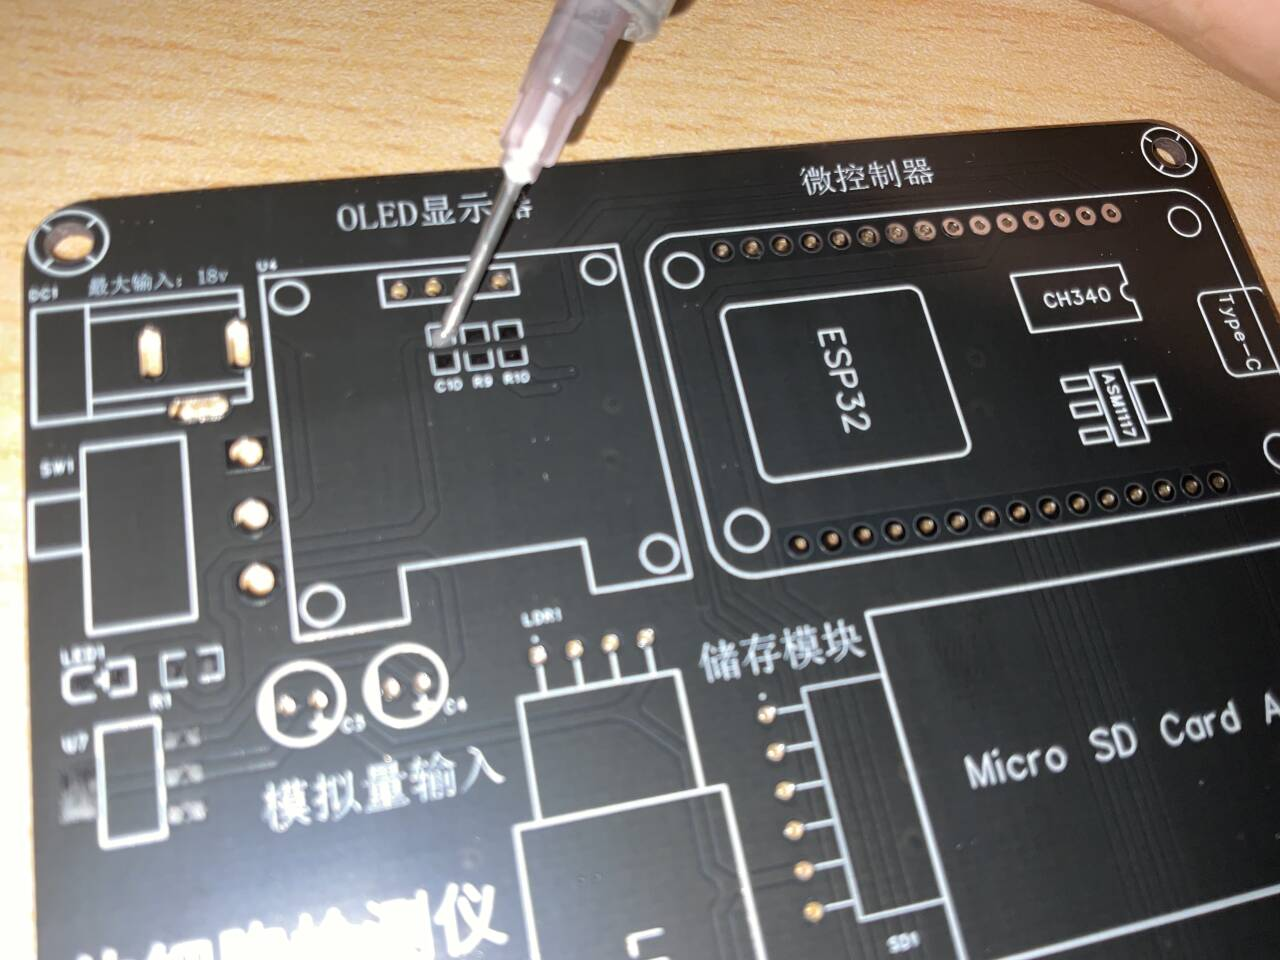 OLED显示器
微控制器
U4
DC1
最大输入: 18v
CH340
Type-C
ESP32
ASM1117
C10 R9 R10
SW1
LDR1
储存模块
LED1
R1
C3
C4
U7
模拟量输入
Micro SD Card A
SD1